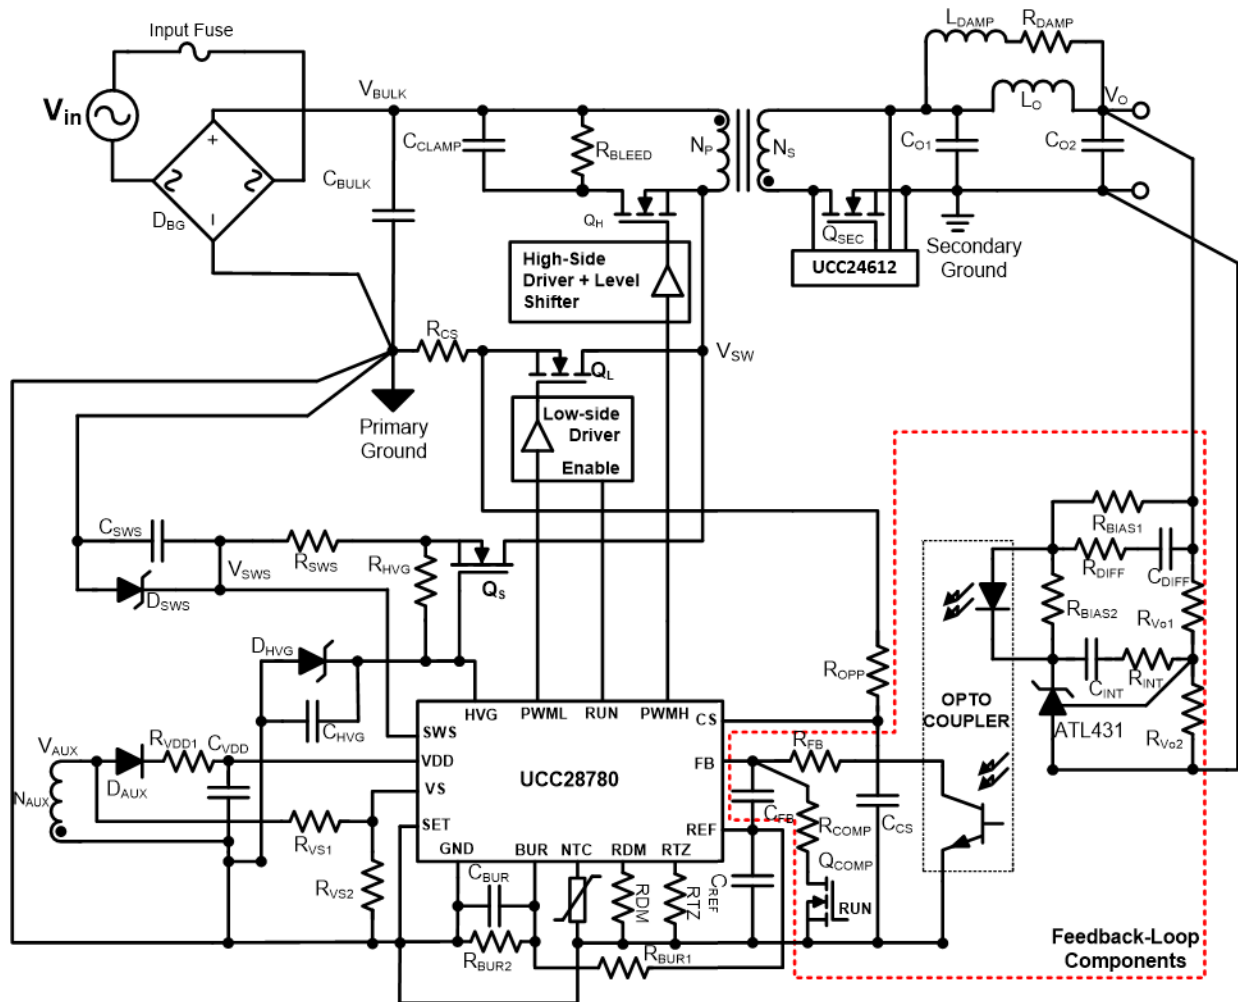 Input Fuse
Vin
VBULK
LDAMP
RDAMP
VO
LO
CCLAMP
RBLEED
NP
NS
CO1
CO2
CBULK
DBG
QH
QSEC
UCC24612
Secondary
Ground
High-Side
Driver + Level
Shifter
RCS
QL
VSW
Primary
Ground
Low-side
Driver
Enable
CSWS
RSWS
VSWS
DSWS
RHVG
QS
RBIAS1
RDIFF
CDIFF
RBIAS2
RVo1
CINT
RINT
ATL431
RVo2
OPTO
COUPLER
DHVG
CHVG
ROPP
HVG
PWML
RUN
PWMH
CS
SWS
VDD
VS
SET
GND
BUR
NTC
RDM
RTZ
REF
FB
UCC28780
VAUX
RVDD1
CVDD
DAUX
NAUX
RVS1
RVS2
RFB
CFB
RCOMP
CCS
QCOMP
RUN
CREF
CBUR
RBUR2
RDM
RTZ
RBUR1
Feedback-Loop
Components